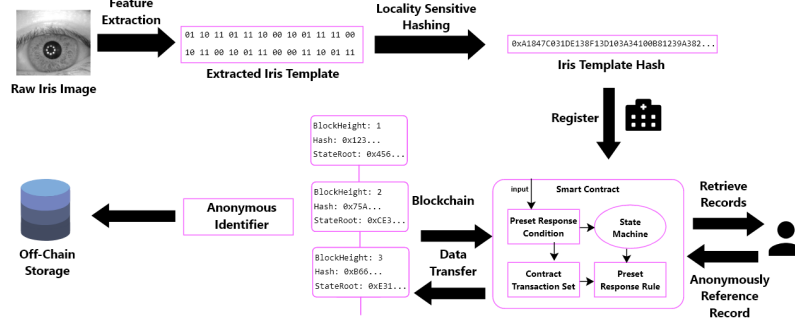 Feature
Extraction
Locality Sensitive
Hashing
01 10 11 01 11 10 00 10 01 11 11 00
10 11 00 10 01 11 00 00 11 10 01 11
0xA1847C031DE138F13D103A34100B81239A382...
Raw Iris Image
Extracted Iris Template
Iris Template Hash
Register
BlockHeight: 1
Hash: 0x123...
StateRoot: 0x456...
BlockHeight: 2
Hash: 0x75A...
StateRoot: 0xCE3...
BlockHeight: 3
Hash: 0xB66...
StateRoot: 0xE31...
Anonymous
Identifier
Off-Chain
Storage
Blockchain
Data
Transfer
input
Smart Contract
Preset Response
Condition
State
Machine
Contract
Transaction Set
Preset
Response Rule
Retrieve
Records
Anonymously
Reference
Record